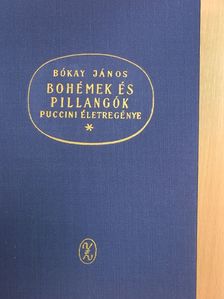 BÓKAY JÁNOS
BOHÉMEK ÉS
PILLANGÓK
PUCCINI ÉLETREGÉNYE